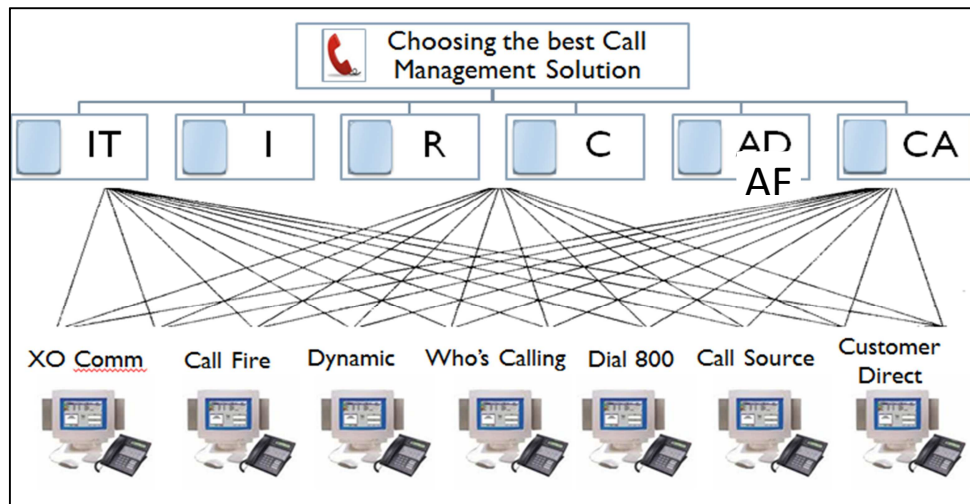 Choosing the best Call
Management Solution
IT
I
R
C
AD
AF
CA
XO Comm
Call Fire
Dynamic
Who's Calling
Dial 800
Call Source
Customer
Direct